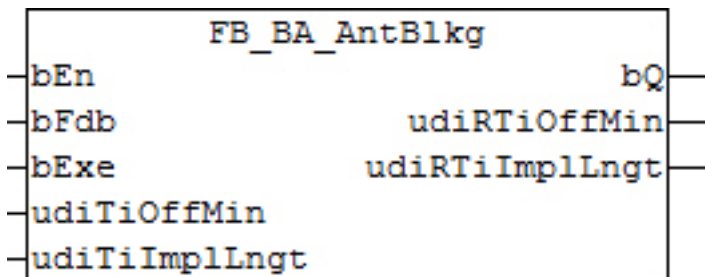 FB_BA_AntBlkg
bEn bQ
bFdb udiRTiOffMin
bExe udiRTiImplLngt
udiTiOffMin
udiTiImplLngt